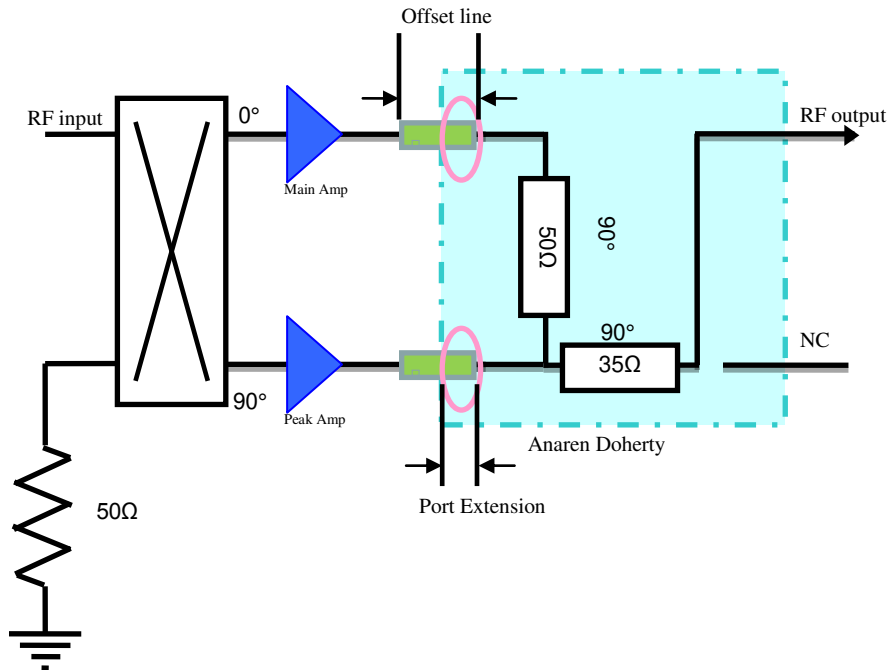 Offset line
RF input
0°
RF output
Main Amp
50Ω
90°
90°
35Ω
NC
90°
Peak Amp
Anaren Doherty
Port Extension
50Ω